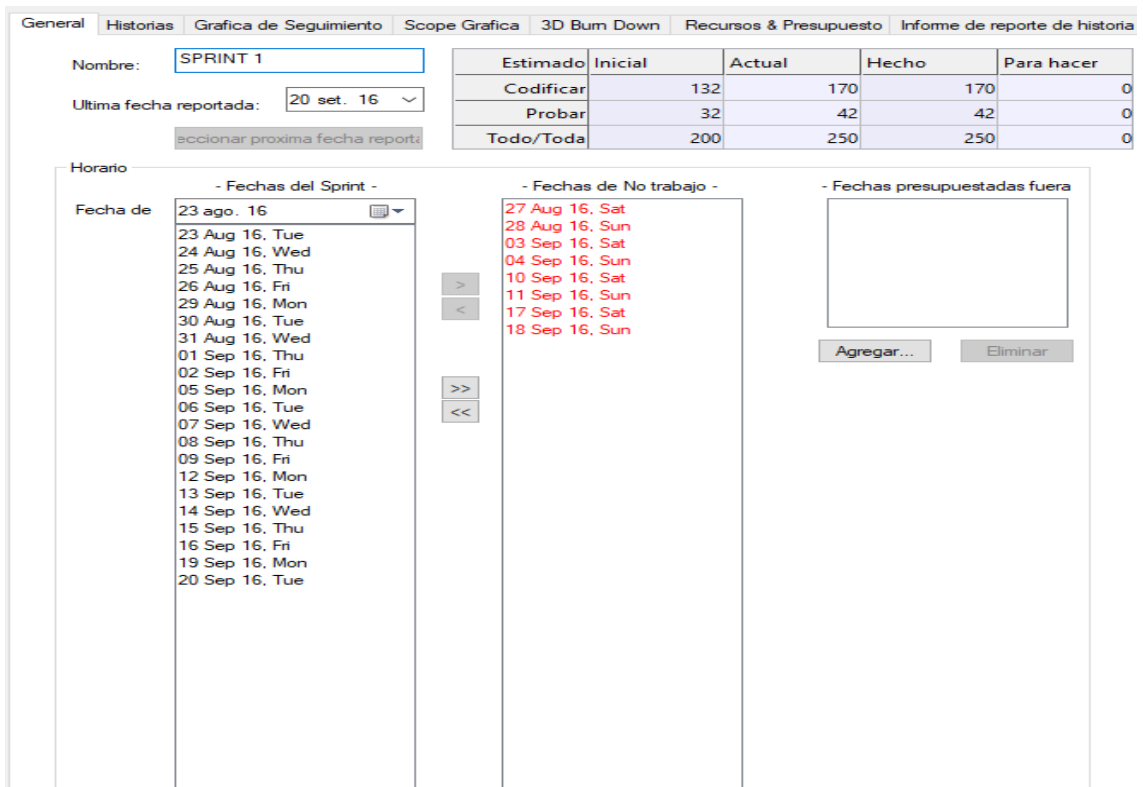 General Historias Grafica de Seguimiento Scope Grafica 3D Burn Down Recursos & Presupuesto Informe de reporte de historia
Nombre: SPRINT 1
Ultima fecha reportada: 20 set. 16
eccionar proxima fecha reporta
Estimado Inicial Actual Hecho Para hacer
Codificar 132 170 170 0
Probar 32 42 42 0
Todo/Toda 200 250 250 0
Horario
- Fechas del Sprint -
Fecha de 23 ago. 16
23 Aug 16, Tue
24 Aug 16, Wed
25 Aug 16, Thu
26 Aug 16, Fri
29 Aug 16, Mon
30 Aug 16, Tue
31 Aug 16, Wed
01 Sep 16, Thu
02 Sep 16, Fri
05 Sep 16, Mon
06 Sep 16, Tue
07 Sep 16, Wed
08 Sep 16, Thu
09 Sep 16, Fri
12 Sep 16, Mon
13 Sep 16, Tue
14 Sep 16, Wed
15 Sep 16, Thu
16 Sep 16, Fri
19 Sep 16, Mon
20 Sep 16, Tue
>
<
>>
<<
- Fechas de No trabajo -
27 Aug 16, Sat
28 Aug 16, Sun
03 Sep 16, Sat
04 Sep 16, Sun
10 Sep 16, Sat
11 Sep 16, Sun
17 Sep 16, Sat
18 Sep 16, Sun
- Fechas presupuestadas fuera
Agregar... Eliminar